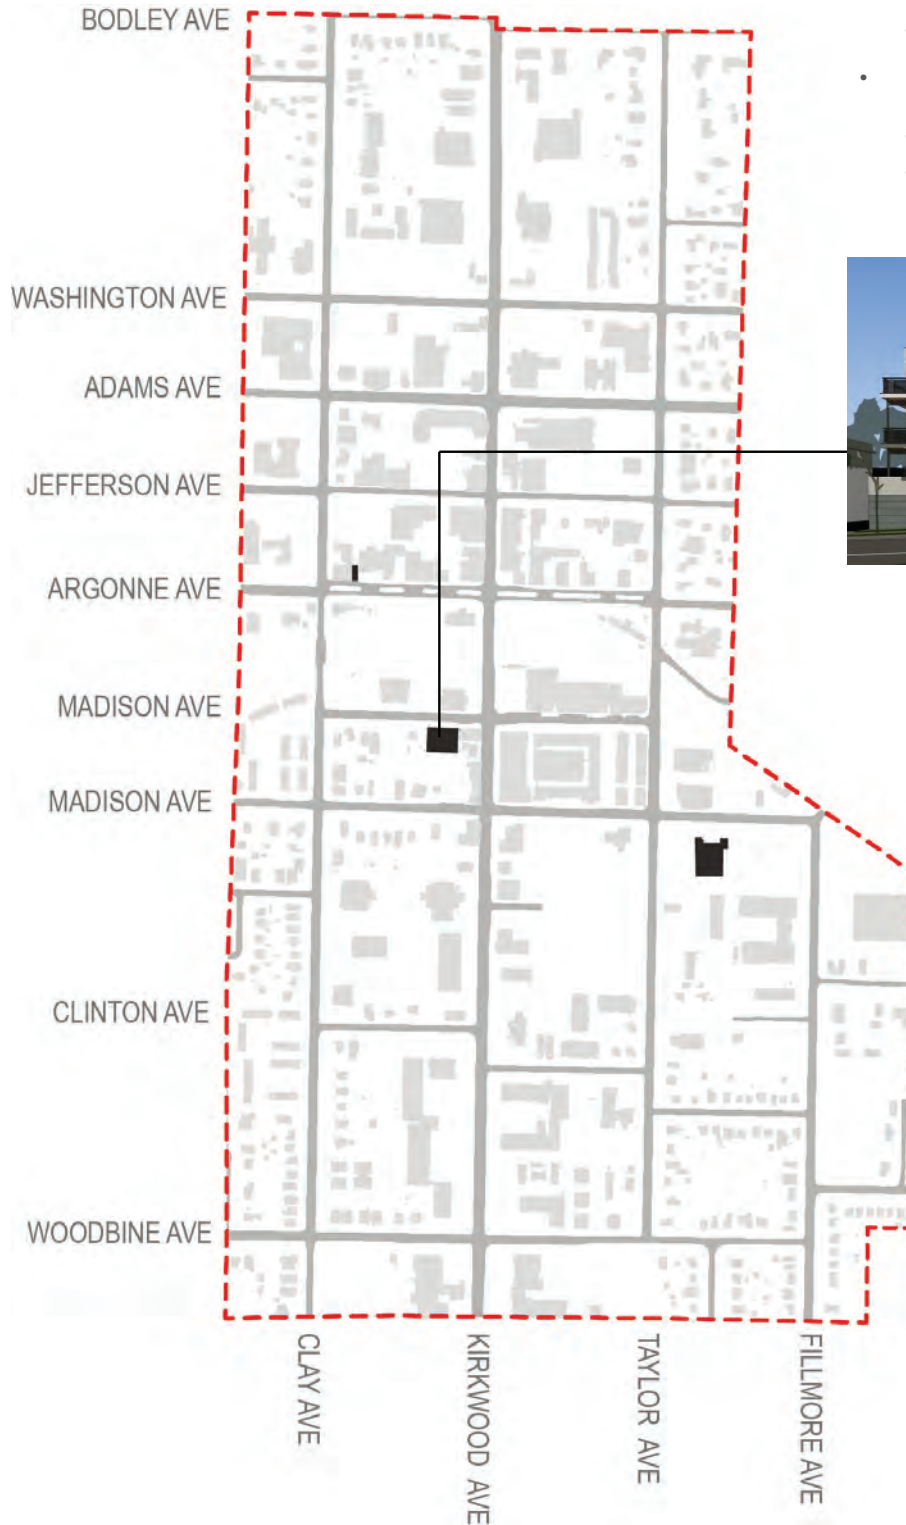 BODLEY AVE
WASHINGTON AVE
ADAMS AVE
JEFFERSON AVE
ARGONNE AVE
MADISON AVE
MADISON AVE
CLINTON AVE
WOODBINE AVE
CLAY AVE
KIRKWOOD AVE
TAYLOR AVE
FILLMORE AVE